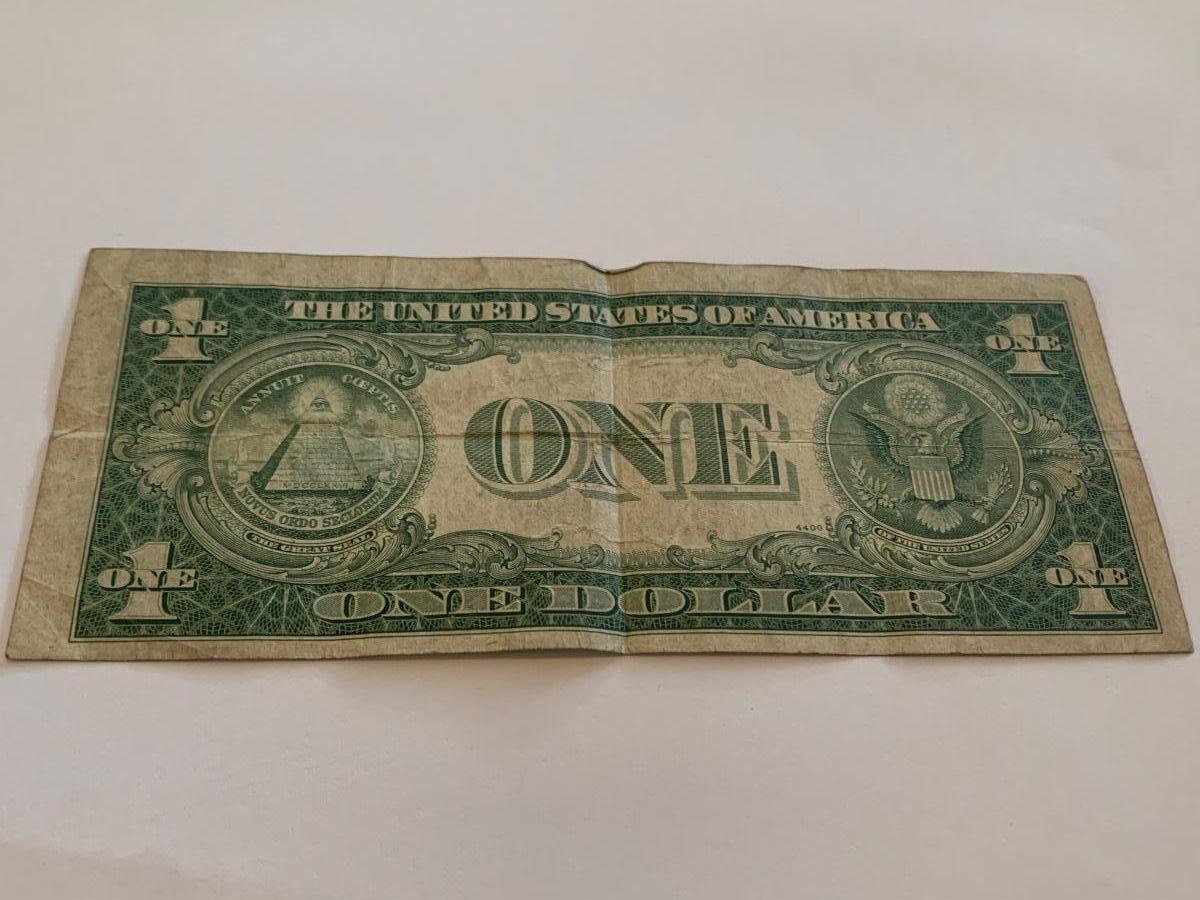 THE UNITED STATES OF AMERICA
1
ONE
1
ONE
ANNUIT CŒPTIS
MDCCLXXVI
NOVUS ORDO SECLORUM
THE GREAT SEAL
ONE
4400
OF THE UNITED STATES
1
ONE
1
ONE
ONE DOLLAR